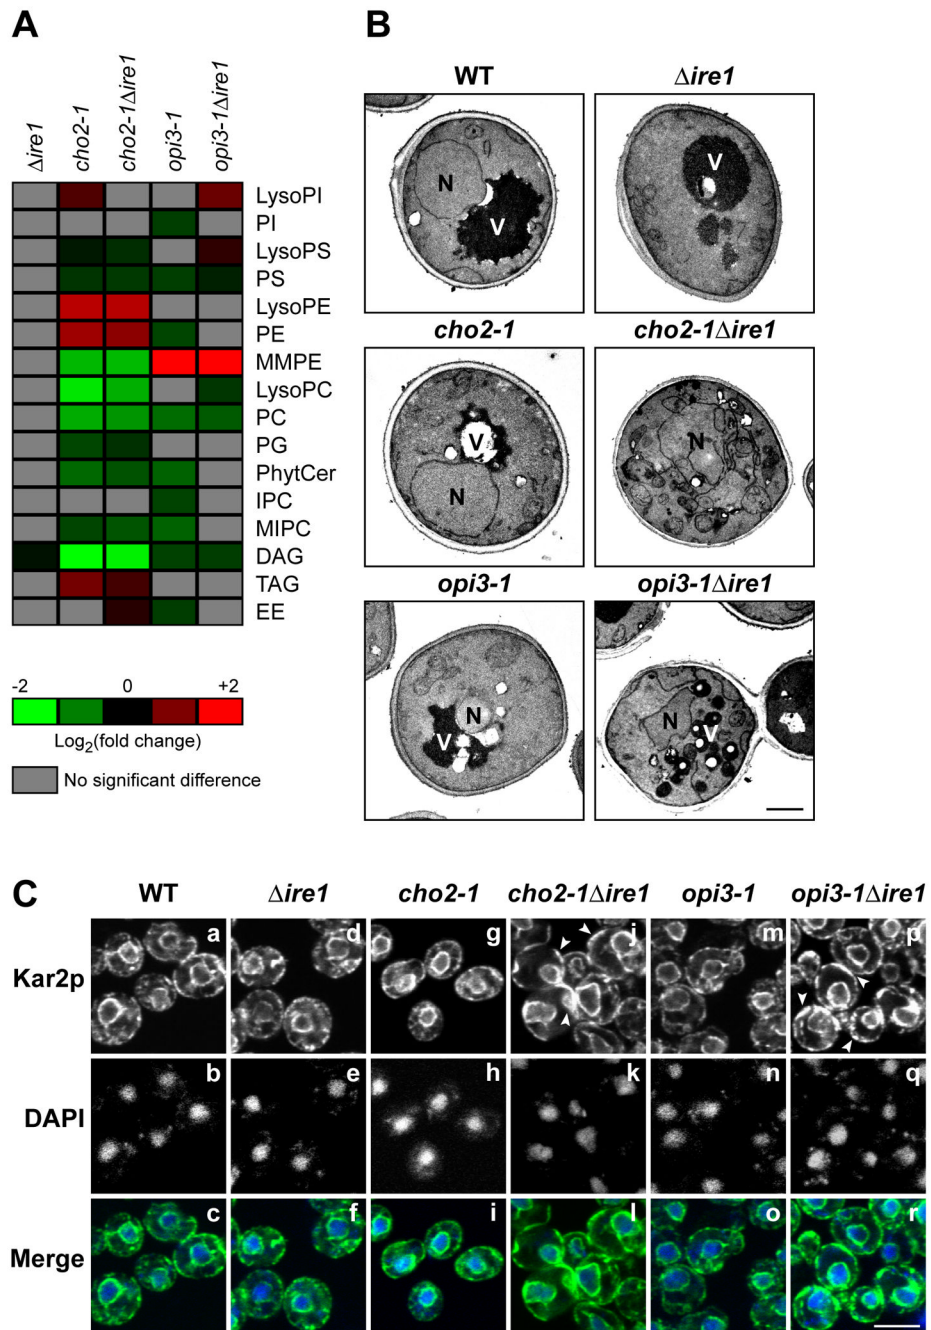 A
Δire1
cho2-1
cho2-1Δire1
opi3-1
opi3-1Δire1
LysoPI
PI
LysoPS
PS
LysoPE
PE
MMPE
LysoPC
PC
PG
PhytCer
IPC
MIPC
DAG
TAG
EE
-2 0 +2
Log2(fold change)
No significant difference
B
WT Δire1
N V V
cho2-1 cho2-1Δire1
V N N
opi3-1 opi3-1Δire1
N V N V
C
WT Δire1 cho2-1 cho2-1Δire1 opi3-1 opi3-1Δire1
Kar2p a d g j m p
DAPI b e h k n q
Merge c f i l o r